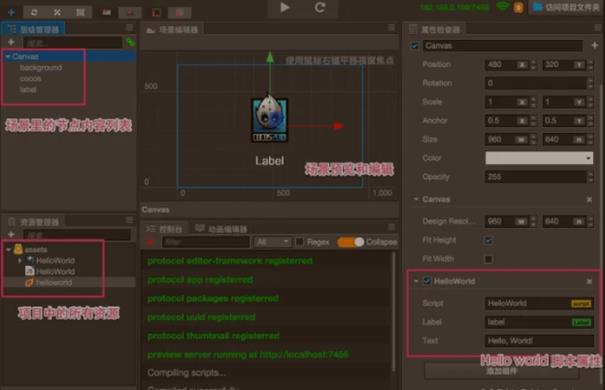 192.168.0.109:7456
访问项目文件夹
层级管理器
搜索...
Canvas
background
cocos
label
场景里的节点内容列表
场景编辑器
使用鼠标右键平移视窗焦点
500
0
500
1,000
Label
场景预览和编辑
Canvas
资源管理器
搜索...
assets
HelloWorld
HelloWorld
helloworld
项目中的所有资源
控制台
动画编辑器
filter
All
Regex
Collapse
protocol editor-framework registerred
protocol app registerred
protocol packages registerred
protocol uuid registerred
protocol thumbnail registerred
preview server running at http://localhost:7456
Compiling scripts...
属性检查器
Canvas
Position 480 X 320 Y
Rotation 0
Scale 1 X 1 Y
Anchor 0.5 X 0.5 Y
Size 960 W 640 H
Color
Opacity 255
Canvas
Design Resol... 960 W 640 H
Fit Height
Fit Width
HelloWorld
Script HelloWorld script
Label label Label
Text Hello, World!
Hello world 脚本属性
添加组件